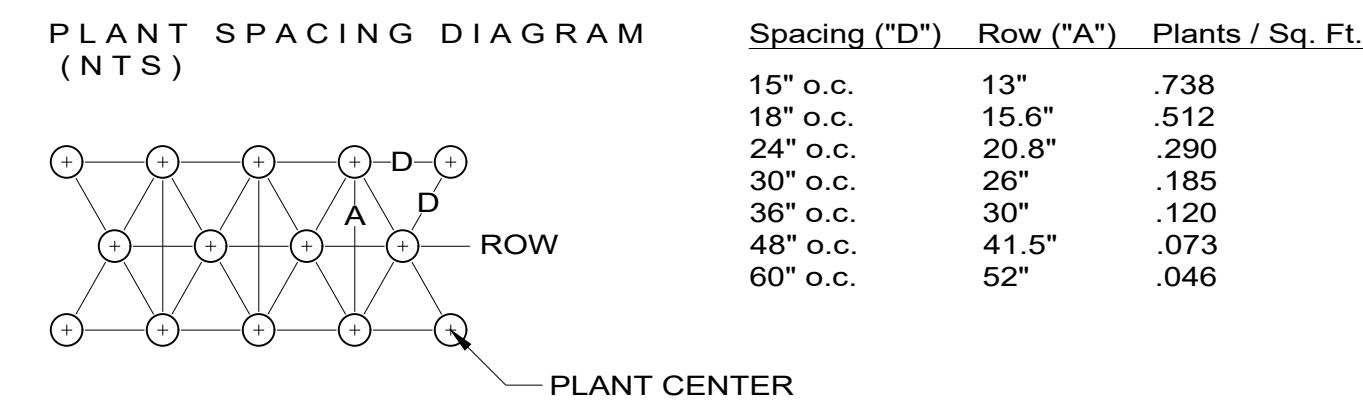 PLANT SPACING DIAGRAM
(NTS)
D
D
A
ROW
PLANT CENTER
Spacing ("D") Row ("A") Plants / Sq. Ft.
15" o.c. 13" .738
18" o.c. 15.6" .512
24" o.c. 20.8" .290
30" o.c. 26" .185
36" o.c. 30" .120
48" o.c. 41.5" .073
60" o.c. 52" .046